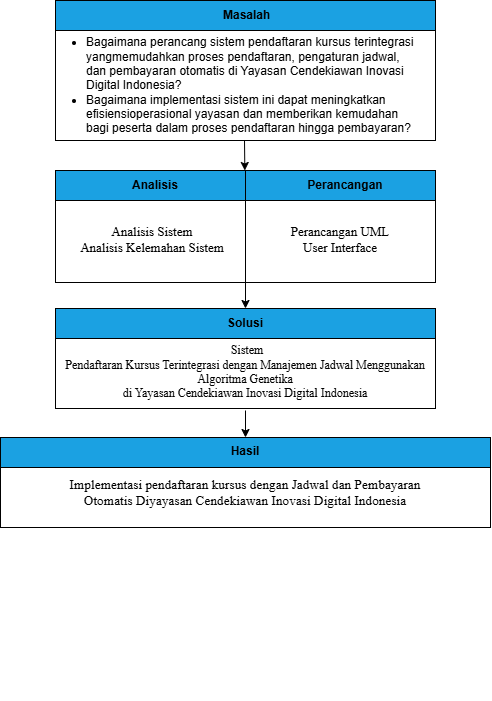 Masalah
Bagaimana perancang sistem pendaftaran kursus terintegrasi
yangmemudahkan proses pendaftaran, pengaturan jadwal,
dan pembayaran otomatis di Yayasan Cendekiawan Inovasi
Digital Indonesia?
Bagaimana implementasi sistem ini dapat meningkatkan
efisiensioperasional yayasan dan memberikan kemudahan
bagi peserta dalam proses pendaftaran hingga pembayaran?
Analisis
Analisis Sistem
Analisis Kelemahan Sistem
Perancangan
Perancangan UML
User Interface
Solusi
Sistem
Pendaftaran Kursus Terintegrasi dengan Manajemen Jadwal Menggunakan
Algoritma Genetika
di Yayasan Cendekiawan Inovasi Digital Indonesia
Hasil
Implementasi pendaftaran kursus dengan Jadwal dan Pembayaran
Otomatis Diyayasan Cendekiawan Inovasi Digital Indonesia